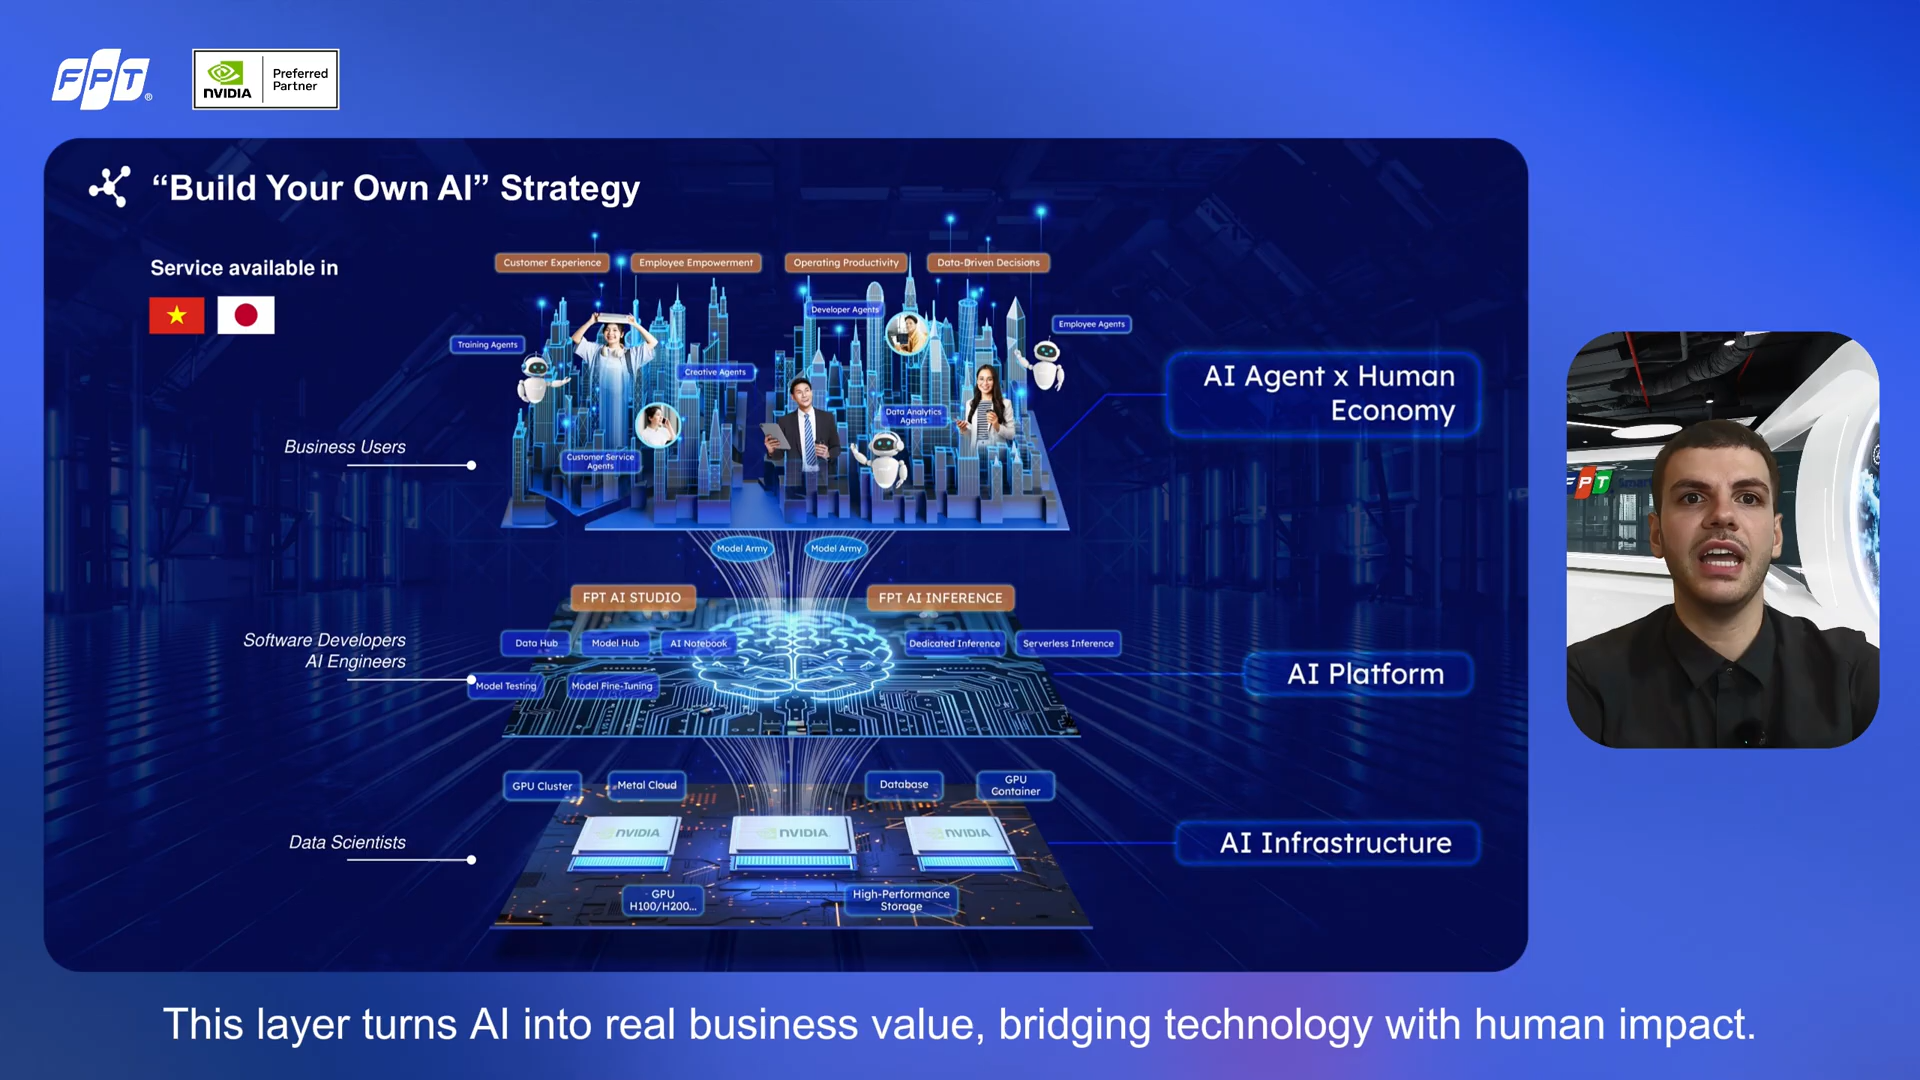 FPT®
NVIDIA
Preferred
Partner
“Build Your Own AI” Strategy
Service available in
Customer Experience
Employee Empowerment
Operating Productivity
Data-Driven Decisions
Training Agents
Developer Agents
Employee Agents
Creative Agents
Data Analytics
Agents
Customer Service
Agents
Business Users
AI Agent x Human
Economy
Model Army
Model Army
FPT AI STUDIO
FPT AI INFERENCE
Software Developers
AI Engineers
Data Hub
Model Hub
AI Notebook
Dedicated Inference
Serverless Inference
Model Testing
Model Fine-Tuning
AI Platform
GPU Cluster
Metal Cloud
Database
GPU
Container
Data Scientists
NVIDIA
NVIDIA
NVIDIA
AI Infrastructure
GPU
H100/H200...
High-Performance
Storage
FPT
This layer turns AI into real business value, bridging technology with human impact.